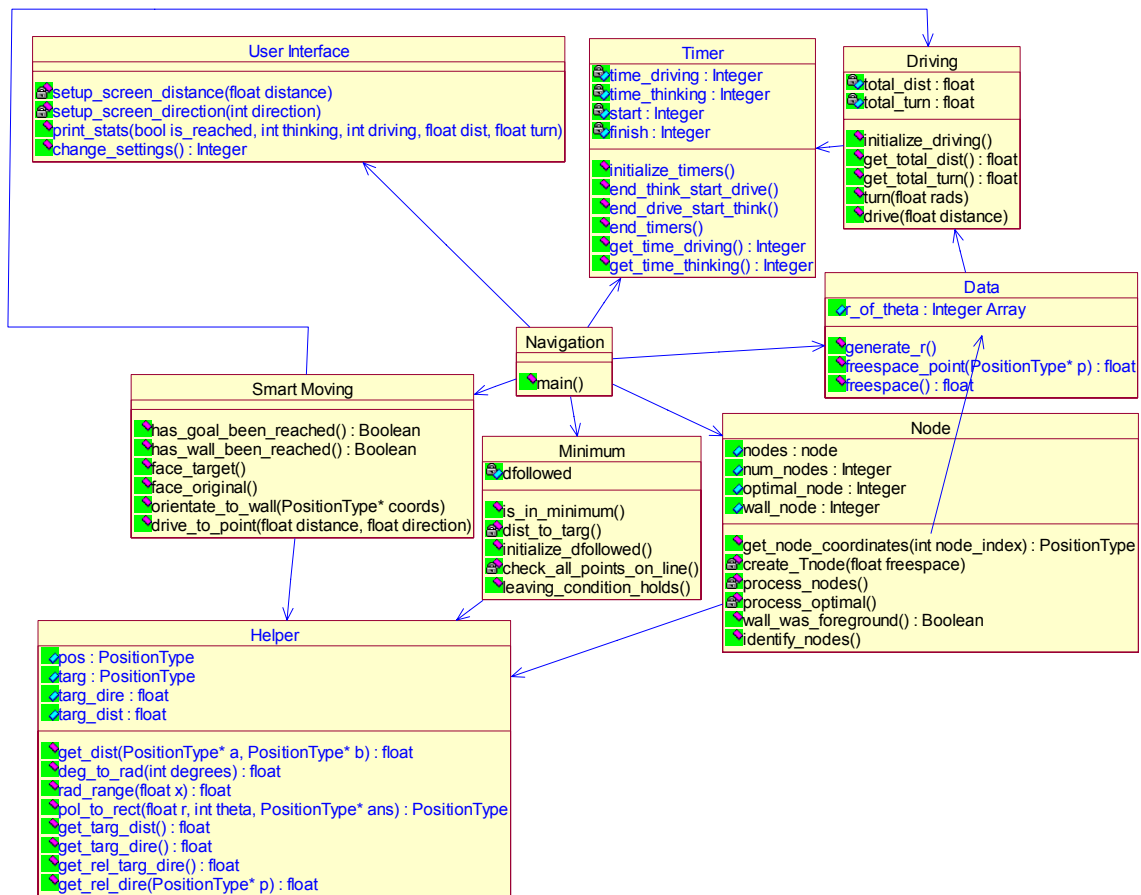 User Interface
setup_screen_distance(float distance)
setup_screen_direction(int direction)
print_stats(bool is_reached, int thinking, int driving, float dist, float turn)
change_settings() : Integer
Timer
time_driving : Integer
time_thinking : Integer
start : Integer
finish : Integer
initialize_timers()
end_think_start_drive()
end_drive_start_think()
end_timers()
get_time_driving() : Integer
get_time_thinking() : Integer
Driving
total_dist : float
total_turn : float
initialize_driving()
get_total_dist() : float
get_total_turn() : float
turn(float rads)
drive(float distance)
Data
r_of_theta : Integer Array
generate_r()
freespace_point(PositionType* p) : float
freespace() : float
Navigation
main()
Smart Moving
has_goal_been_reached() : Boolean
has_wall_been_reached() : Boolean
face_target()
face_original()
orientate_to_wall(PositionType* coords)
drive_to_point(float distance, float direction)
Minimum
dfollowed
is_in_minimum()
dist_to_targ()
initialize_dfollowed()
check_all_points_on_line()
leaving_condition_holds()
Node
nodes : node
num_nodes : Integer
optimal_node : Integer
wall_node : Integer
get_node_coordinates(int node_index) : PositionType
create_Tnode(float freespace)
process_nodes()
process_optimal()
wall_was_foreground() : Boolean
identify_nodes()
Helper
pos : PositionType
targ : PositionType
targ_dire : float
targ_dist : float
get_dist(PositionType* a, PositionType* b) : float
deg_to_rad(int degrees) : float
rad_range(float x) : float
pol_to_rect(float r, int theta, PositionType* ans) : PositionType
get_targ_dist() : float
get_targ_dire() : float
get_rel_targ_dire() : float
get_rel_dire(PositionType* p) : float